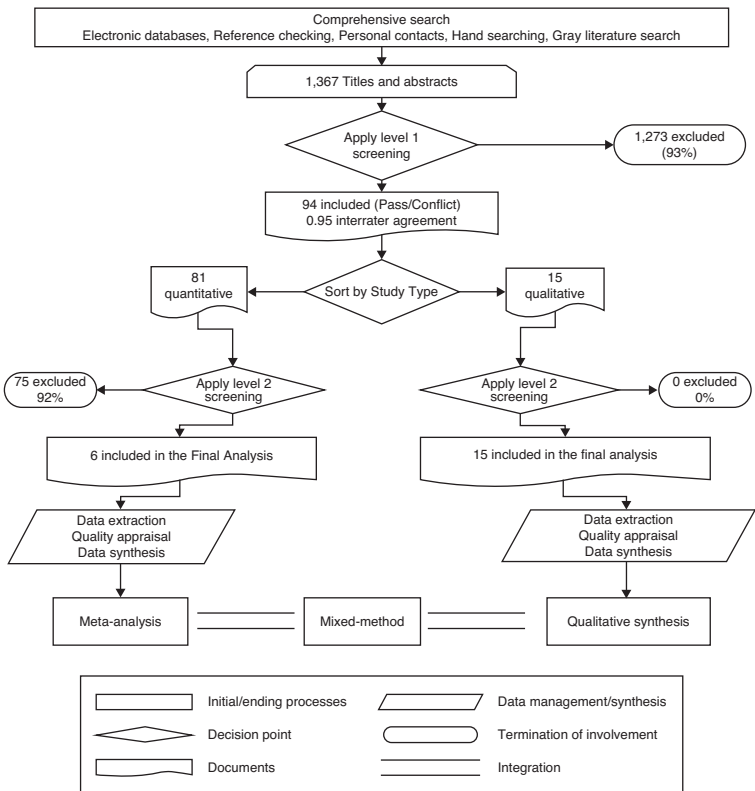 Comprehensive search
Electronic databases, Reference checking, Personal contacts, Hand searching, Gray literature search
1,367 Titles and abstracts
Apply level 1
screening
1,273 excluded
(93%)
94 included (Pass/Conflict)
0.95 interrater agreement
81
quantitative
Sort by Study Type
15
qualitative
75 excluded
92%
Apply level 2
screening
Apply level 2
screening
0 excluded
0%
6 included in the Final Analysis
15 included in the final analysis
Data extraction
Quality appraisal
Data synthesis
Data extraction
Quality appraisal
Data synthesis
Meta-analysis
Mixed-method
Qualitative synthesis
Initial/ending processes
Data management/synthesis
Decision point
Termination of involvement
Documents
Integration